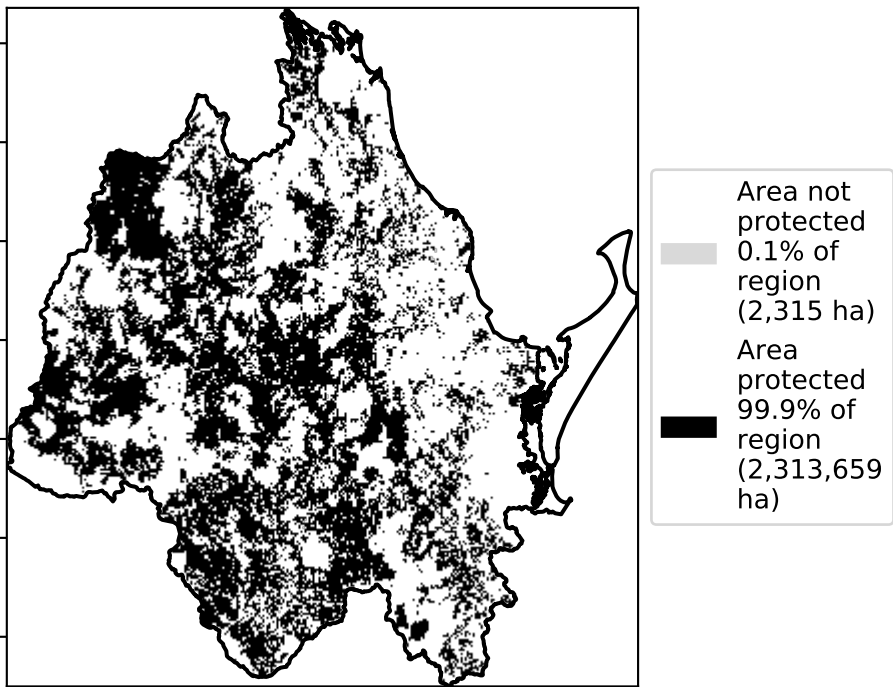 Area not
protected
0.1% of
region
(2,315 ha)
Area
protected
99.9% of
region
(2,313,659
ha)